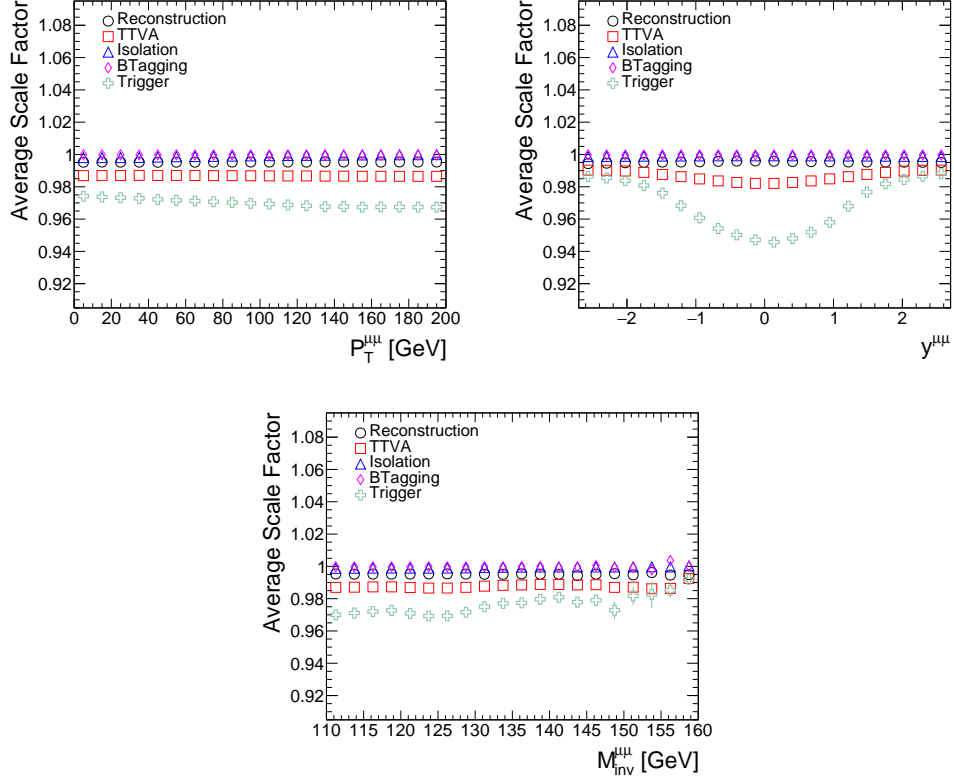 Average Scale Factor
1.08
1.06
1.04
1.02
1
0.98
0.96
0.94
0.92
Reconstruction
TTVA
Isolation
BTagging
Trigger
0 20 40 60 80 100 120 140 160 180 200
P_T^μμ [GeV]
Average Scale Factor
1.08
1.06
1.04
1.02
1
0.98
0.96
0.94
0.92
Reconstruction
TTVA
Isolation
BTagging
Trigger
−2 −1 0 1 2
y^μμ
Average Scale Factor
1.08
1.06
1.04
1.02
1
0.98
0.96
0.94
0.92
Reconstruction
TTVA
Isolation
BTagging
Trigger
110 115 120 125 130 135 140 145 150 155 160
M_inv^μμ [GeV]